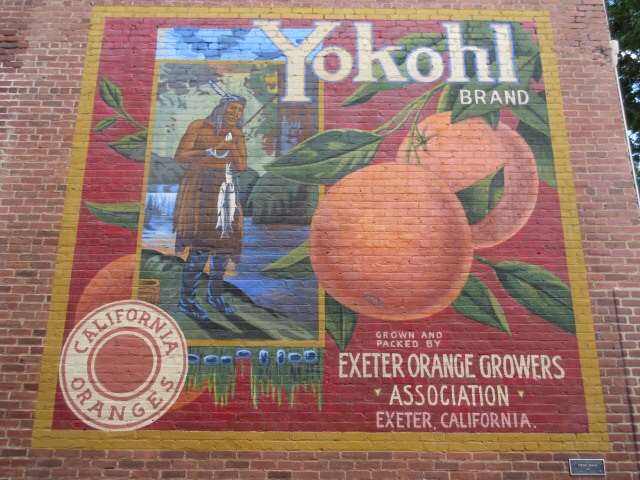 Yokohl
BRAND
GROWN AND
PACKED BY
EXETER ORANGE GROWERS
ASSOCIATION
EXETER, CALIFORNIA.
CALIFORNIA
ORANGES